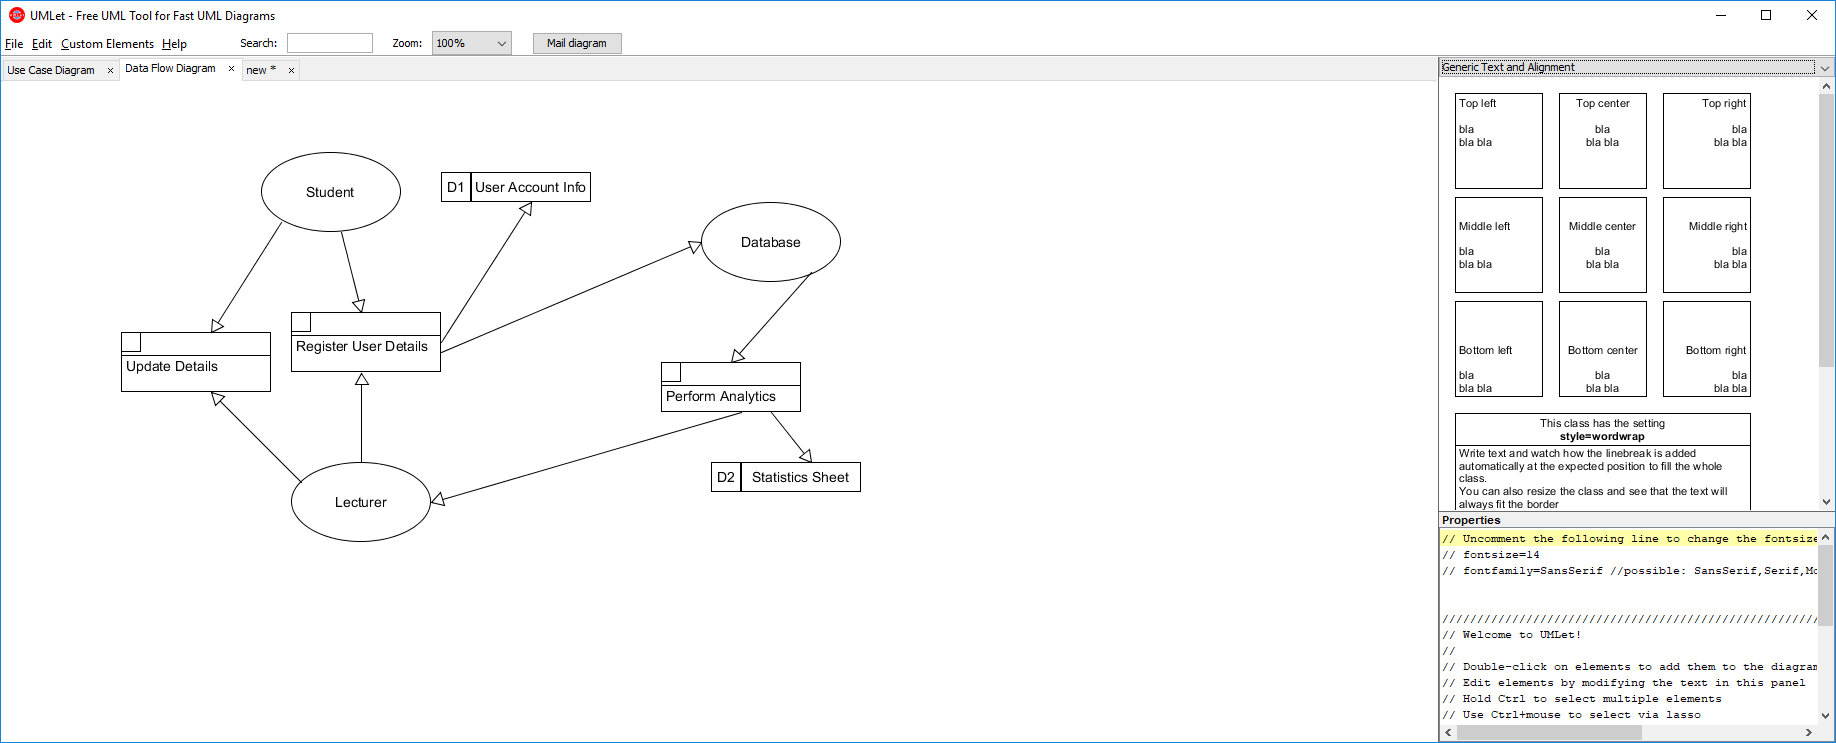 UMLet - Free UML Tool for Fast UML Diagrams
File Edit Custom Elements Help Search: Zoom: 100% Mail diagram
Use Case Diagram Data Flow Diagram new *
Student
D1 User Account Info
Database
Register User Details
Update Details
Perform Analytics
D2 Statistics Sheet
Lecturer
Generic Text and Alignment
Top left
bla
bla bla
Top center
bla
bla bla
Top right
bla
bla bla
Middle left
bla
bla bla
Middle center
bla
bla bla
Middle right
bla
bla bla
Bottom left
bla
bla bla
Bottom center
bla
bla bla
Bottom right
bla
bla bla
This class has the setting
style=wordwrap
Write text and watch how the linebreak is added
automatically at the expected position to fill the whole
class.
You can also resize the class and see that the text will
always fit the border
Properties
// Uncomment the following line to change the fontsize
// fontsize=14
// fontfamily=SansSerif //possible: SansSerif,Serif,Mo
//////////////////////////////////////////////////////
// Welcome to UMLet!
//
// Double-click on elements to add them to the diagram
// Edit elements by modifying the text in this panel
// Hold Ctrl to select multiple elements
// Use Ctrl+mouse to select via lasso